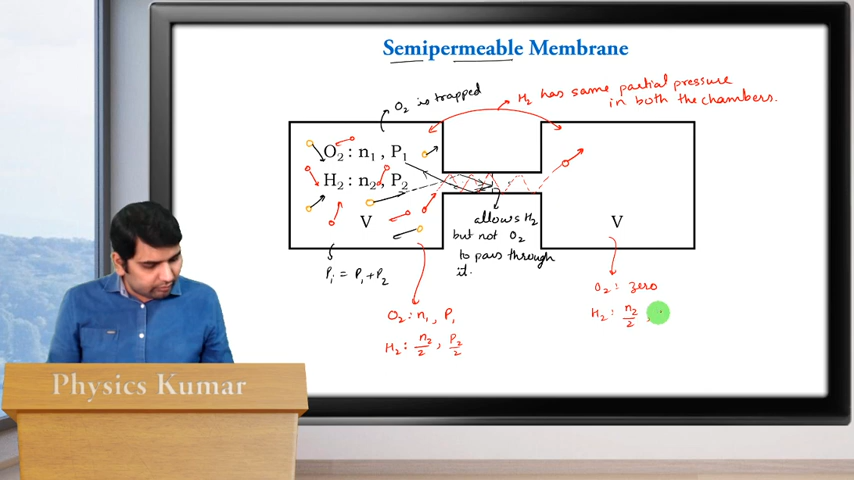 Semipermeable Membrane
O₂ is trapped
H₂ has same partial pressure
in both the chambers.
O₂ : n₁ , P₁
H₂ : n₂ , P₂
V
allows H₂
but not O₂
to pass through
it.
V
Pᵢ = P₁ + P₂
O₂ : zero
H₂ : n₂/2 ,
O₂ : n₁ , P₁
H₂ : n₂/2 , P₂/2
Physics Kumar